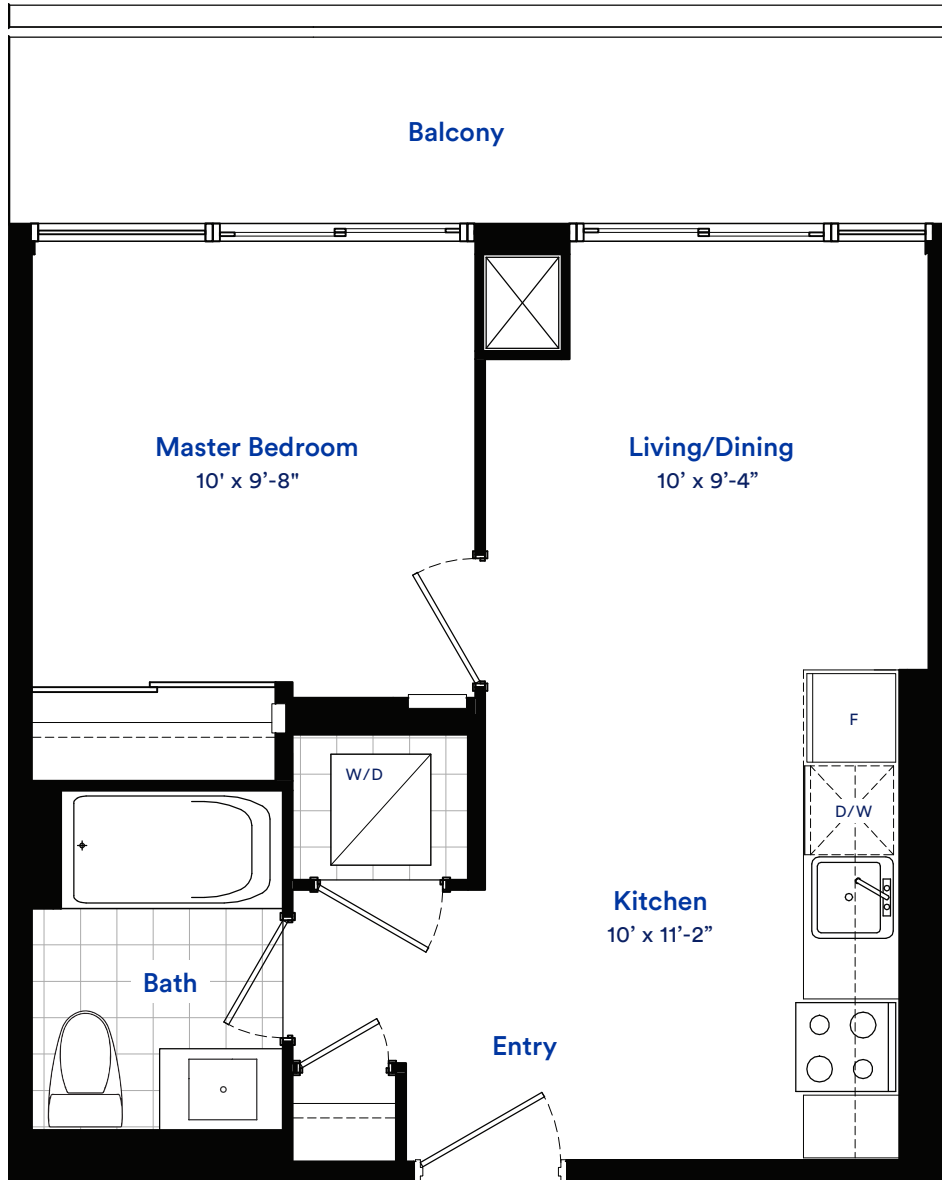 Balcony
Master Bedroom
10' x 9’-8"
Living/Dining
10’ x 9’-4”
F
W/D
D/W
Kitchen
10’ x 11’-2”
Bath
Entry